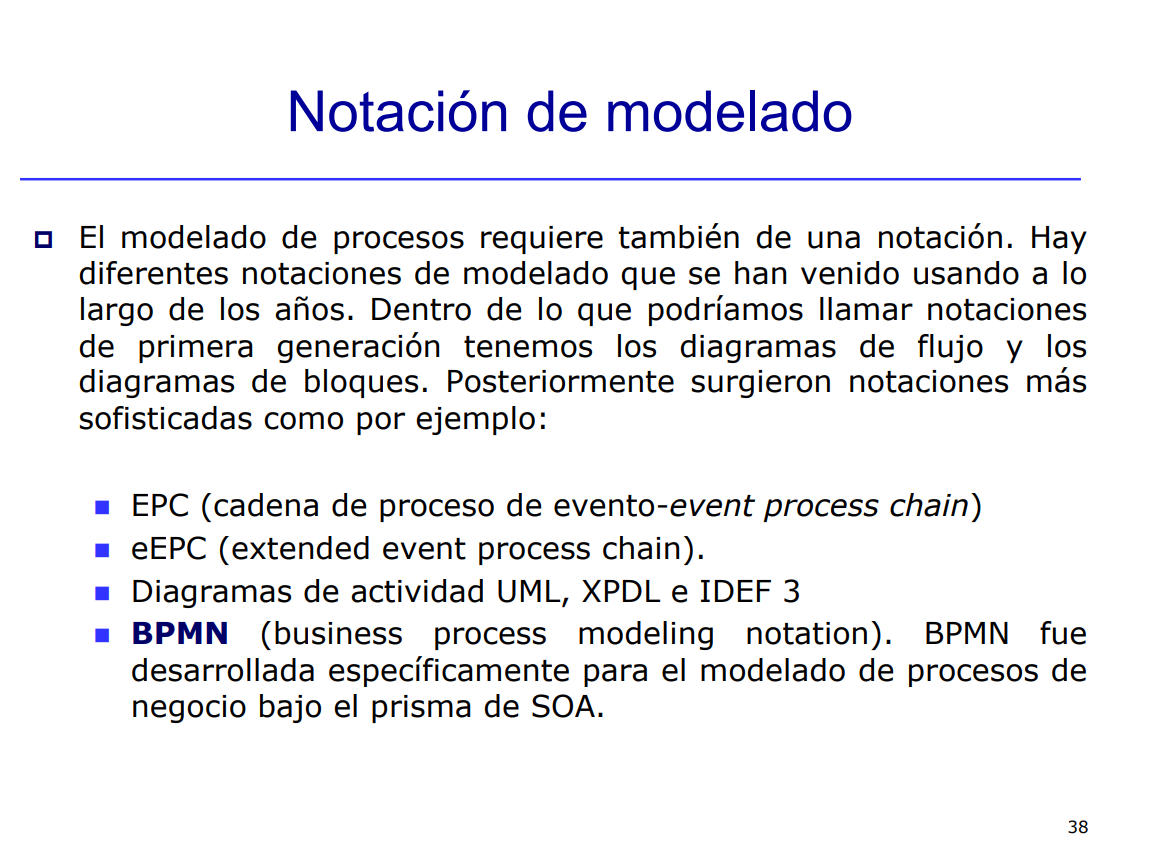 Notación de modelado
El modelado de procesos requiere también de una notación. Hay
diferentes notaciones de modelado que se han venido usando a lo
largo de los años. Dentro de lo que podríamos llamar notaciones
de primera generación tenemos los diagramas de flujo y los
diagramas de bloques. Posteriormente surgieron notaciones más
sofisticadas como por ejemplo:
EPC (cadena de proceso de evento-event process chain)
eEPC (extended event process chain).
Diagramas de actividad UML, XPDL e IDEF 3
BPMN (business process modeling notation). BPMN fue
desarrollada específicamente para el modelado de procesos de
negocio bajo el prisma de SOA.
38